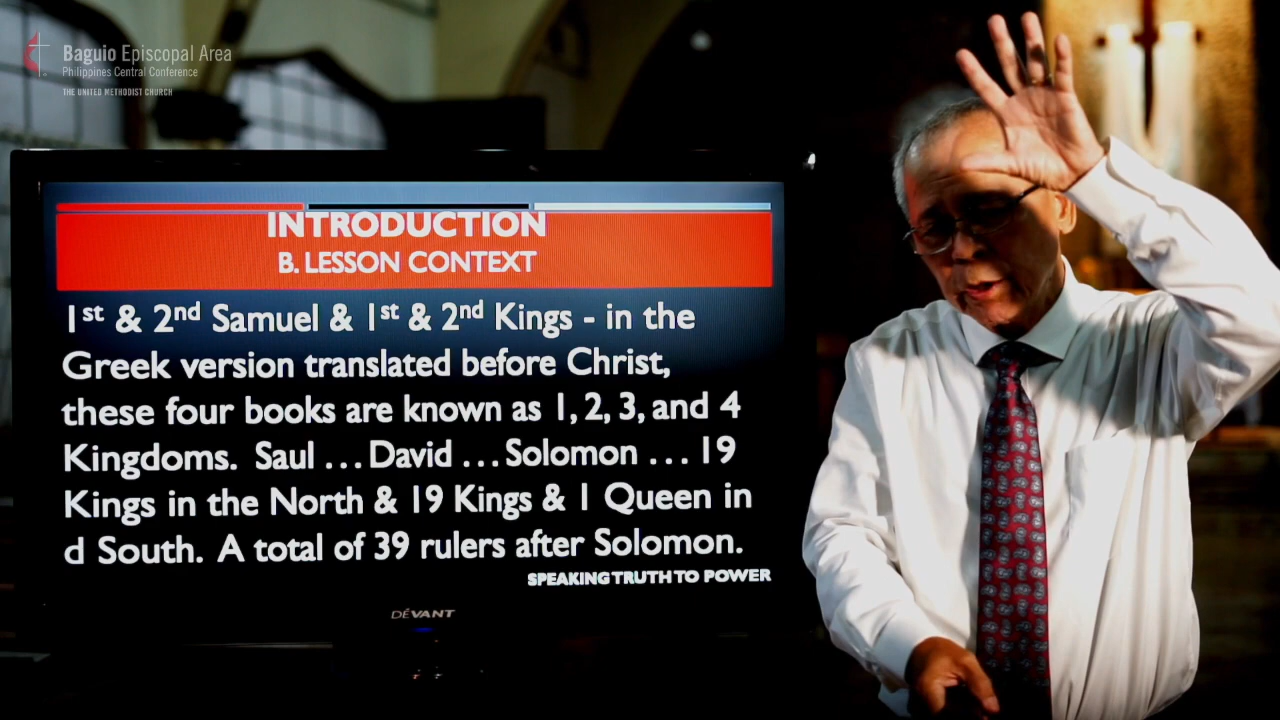 Baguio Episcopal Area
Philippines Central Conference
THE UNITED METHODIST CHURCH
INTRODUCTION
B. LESSON CONTEXT
1st & 2nd Samuel & 1st & 2nd Kings - in the
Greek version translated before Christ,
these four books are known as 1, 2, 3, and 4
Kingdoms. Saul ... David ... Solomon ... 19
Kings in the North & 19 Kings & 1 Queen in
d South. A total of 39 rulers after Solomon.
SPEAKING TRUTH TO POWER
DEVANT